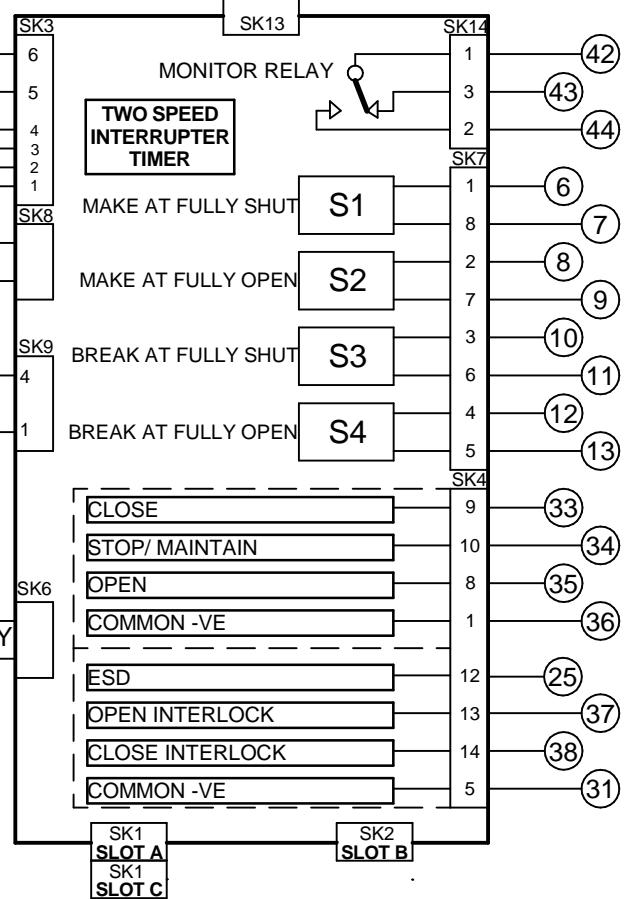 SK3
SK13
SK14
6
MONITOR RELAY
1
42
5
3
43
TWO SPEED
INTERRUPTER
TIMER
4
2
44
3
2
1
SK7
MAKE AT FULLY SHUT
S1
1
6
8
7
SK8
MAKE AT FULLY OPEN
S2
2
8
7
9
SK9
BREAK AT FULLY SHUT
S3
3
10
4
6
11
BREAK AT FULLY OPEN
S4
4
12
1
5
13
SK4
CLOSE
9
33
STOP/ MAINTAIN
10
34
SK6
OPEN
8
35
COMMON -VE
1
36
Y
ESD
12
25
OPEN INTERLOCK
13
37
CLOSE INTERLOCK
14
38
COMMON -VE
5
31
SK1
SLOT A
SK2
SLOT B
SK1
SLOT C